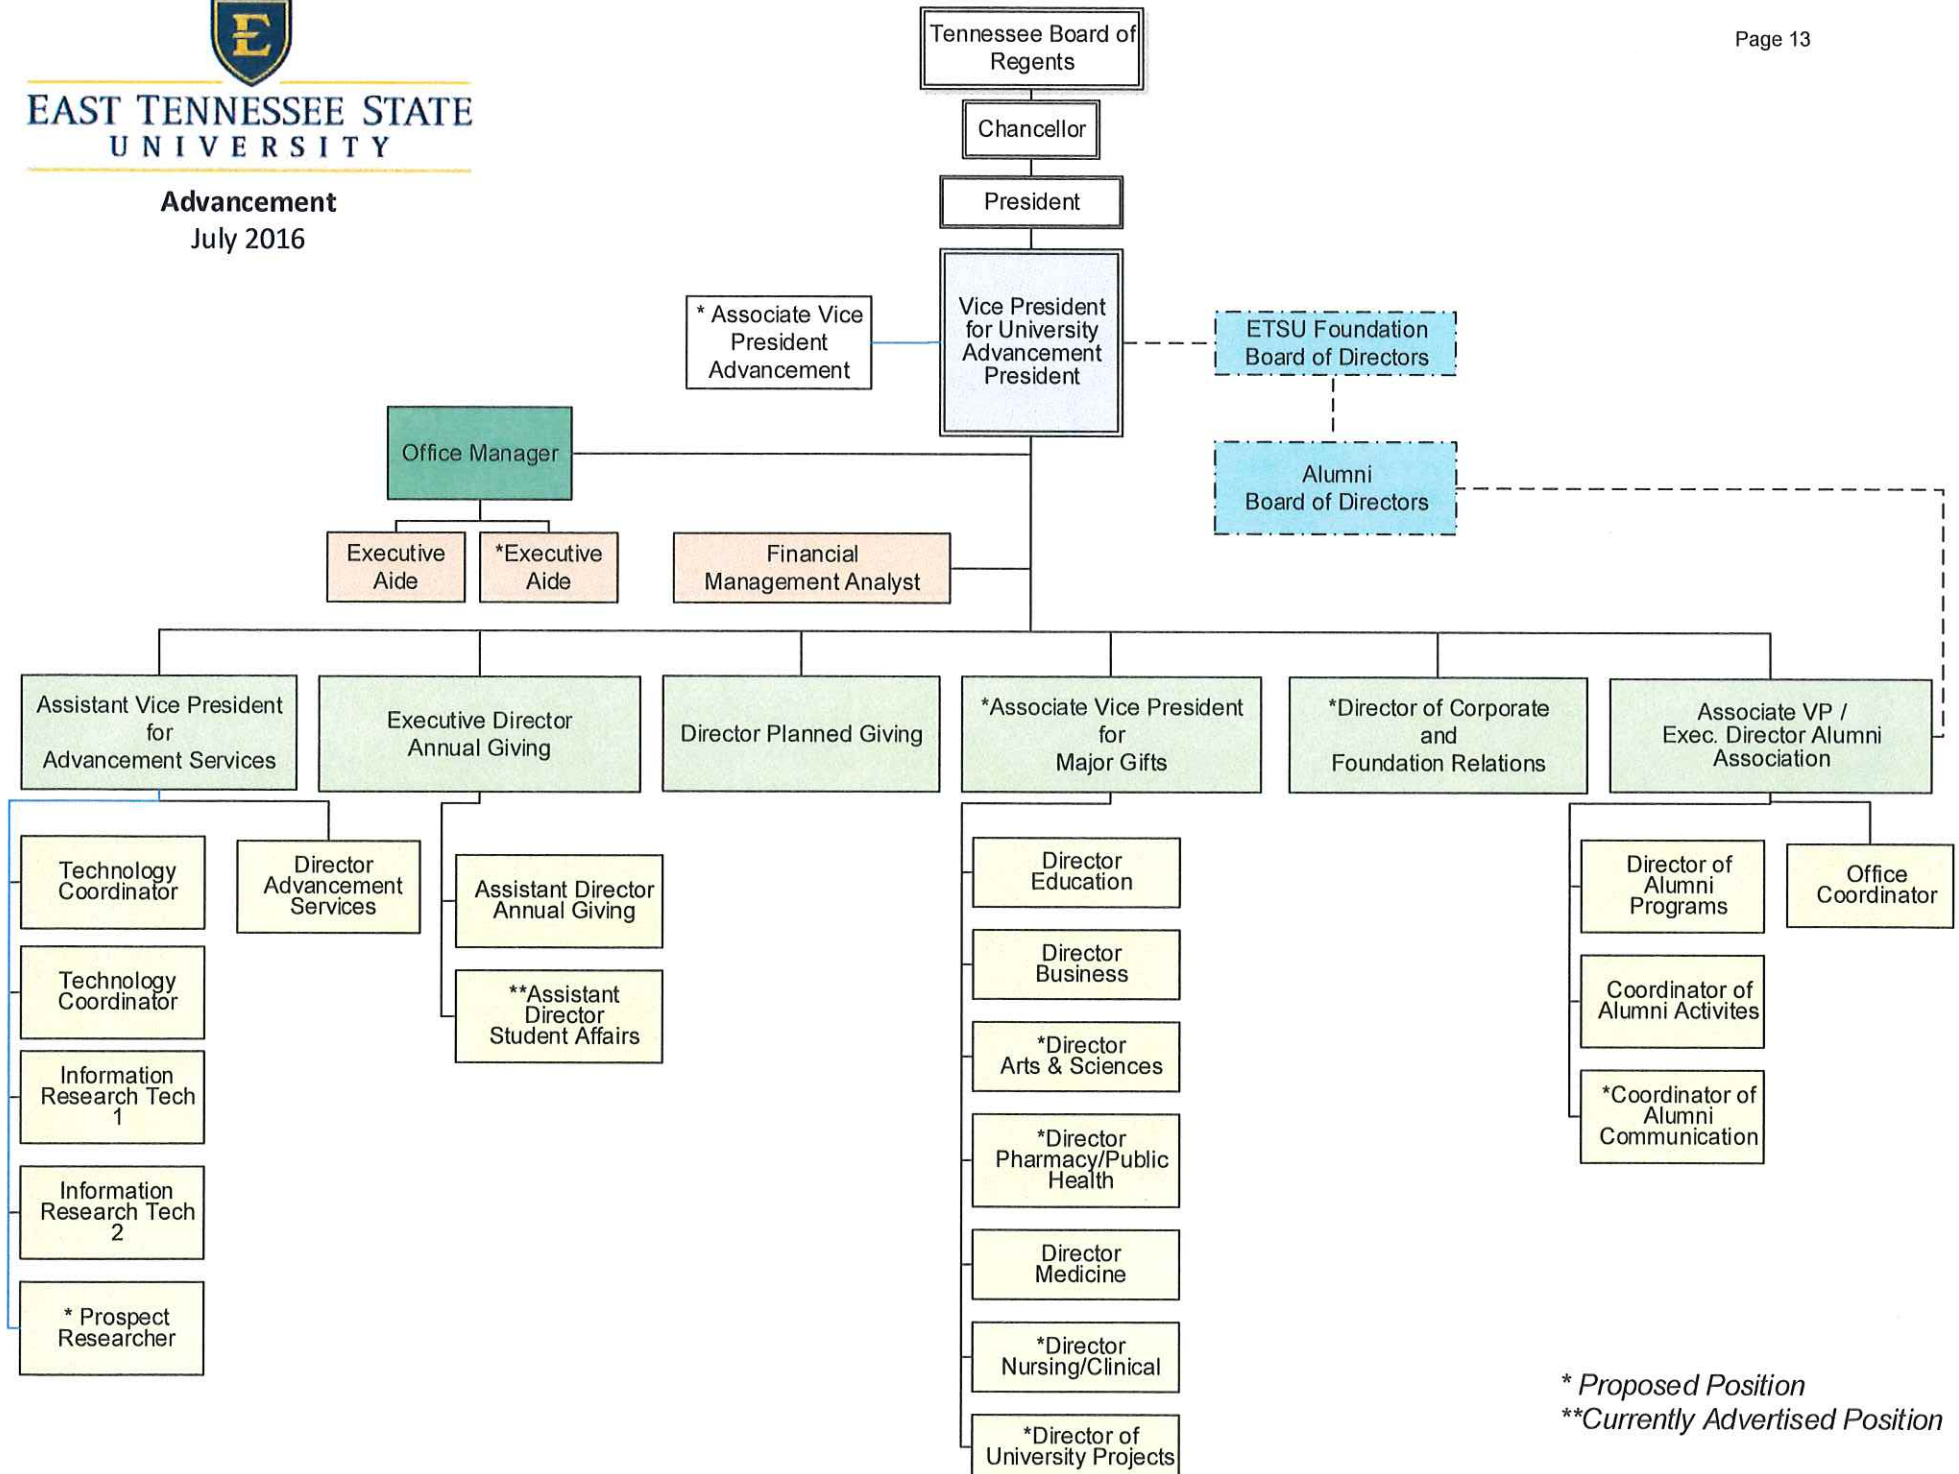 E
EAST TENNESSEE STATE
UNIVERSITY
Advancement
July 2016
Page 13
Tennessee Board of
Regents
Chancellor
President
Vice President
for University
Advancement
President
* Associate Vice
President
Advancement
ETSU Foundation
Board of Directors
Alumni
Board of Directors
Office Manager
Executive
Aide
*Executive
Aide
Financial
Management Analyst
Assistant Vice President
for
Advancement Services
Executive Director
Annual Giving
Director Planned Giving
*Associate Vice President
for
Major Gifts
*Director of Corporate
and
Foundation Relations
Associate VP /
Exec. Director Alumni
Association
Technology
Coordinator
Technology
Coordinator
Information
Research Tech
1
Information
Research Tech
2
* Prospect
Researcher
Director
Advancement
Services
Assistant Director
Annual Giving
**Assistant
Director
Student Affairs
Director
Education
Director
Business
*Director
Arts & Sciences
*Director
Pharmacy/Public
Health
Director
Medicine
*Director
Nursing/Clinical
*Director of
University Projects
Director of
Alumni
Programs
Coordinator of
Alumni Activites
*Coordinator of
Alumni
Communication
Office
Coordinator
* Proposed Position
**Currently Advertised Position